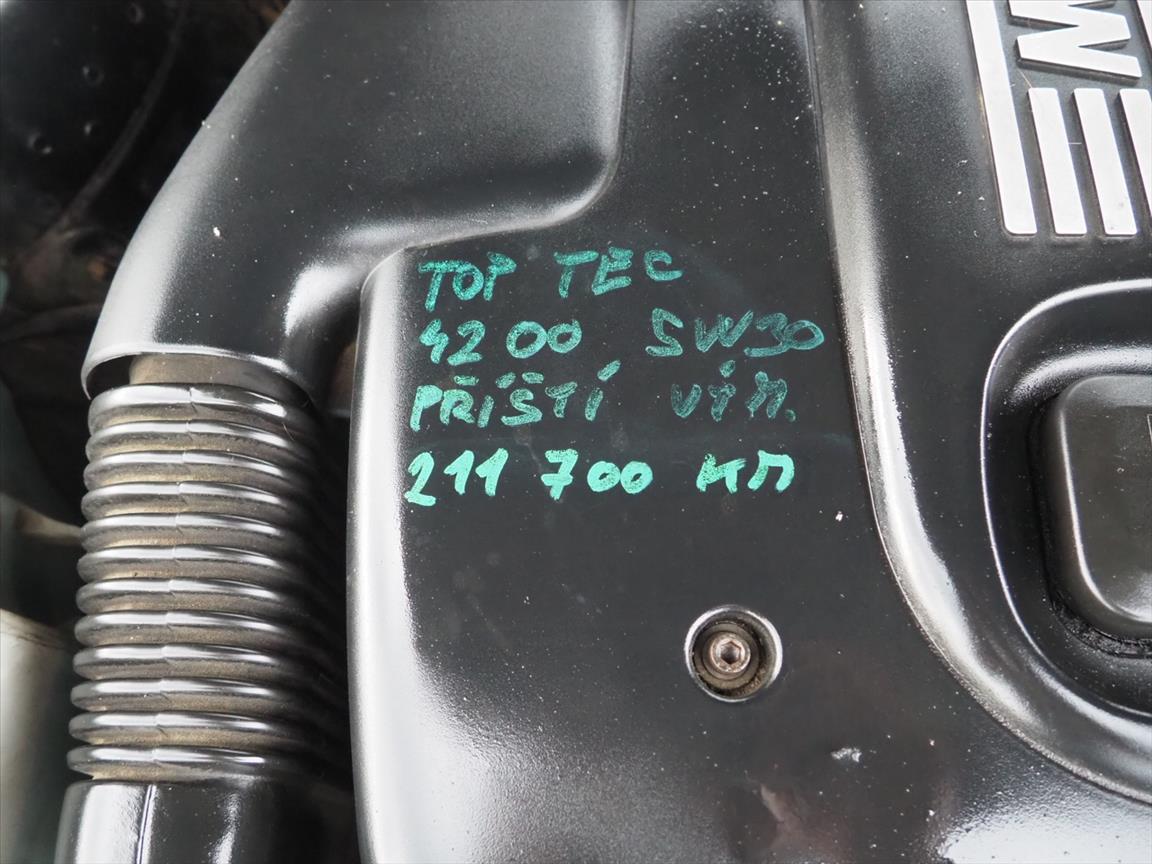 TOP TEC
4200 5W30
PŘÍŠTÍ VÝM.
211 700 KM